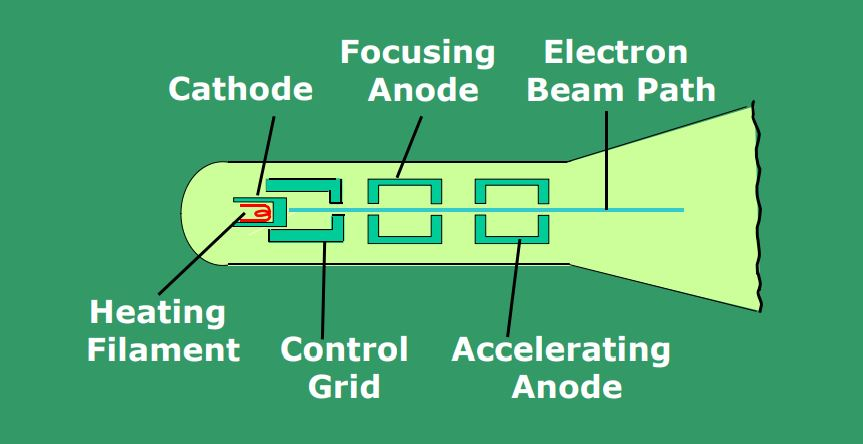 Cathode
Focusing
Anode
Electron
Beam Path
Heating
Filament
Control
Grid
Accelerating
Anode